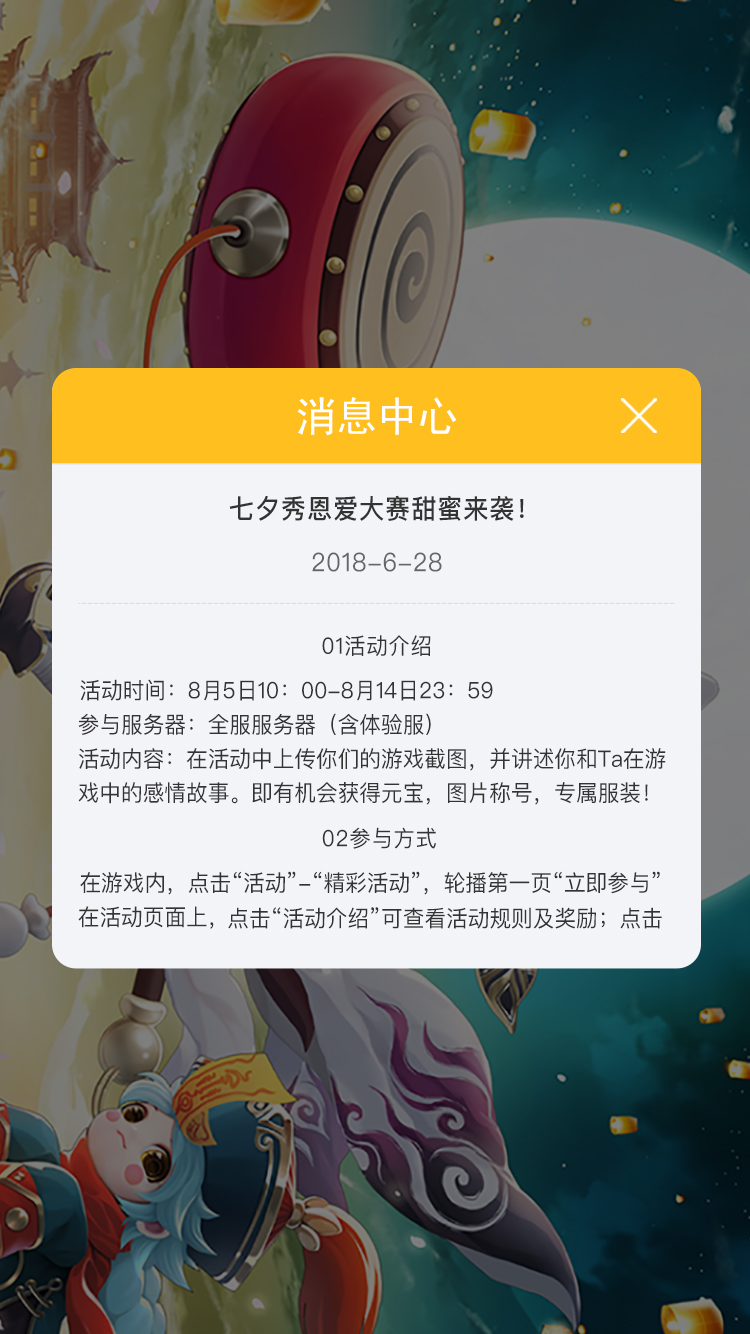 消息中心
七夕秀恩爱大赛甜蜜来袭！
2018-6-28
01活动介绍
活动时间：8月5日10：00-8月14日23：59
参与服务器：全服服务器（含体验服）
活动内容：在活动中上传你们的游戏截图，并讲述你和Ta在游
戏中的感情故事。即有机会获得元宝，图片称号，专属服装！
02参与方式
在游戏内，点击“活动”-“精彩活动”，轮播第一页“立即参与”
在活动页面上，点击“活动介绍”可查看活动规则及奖励；点击